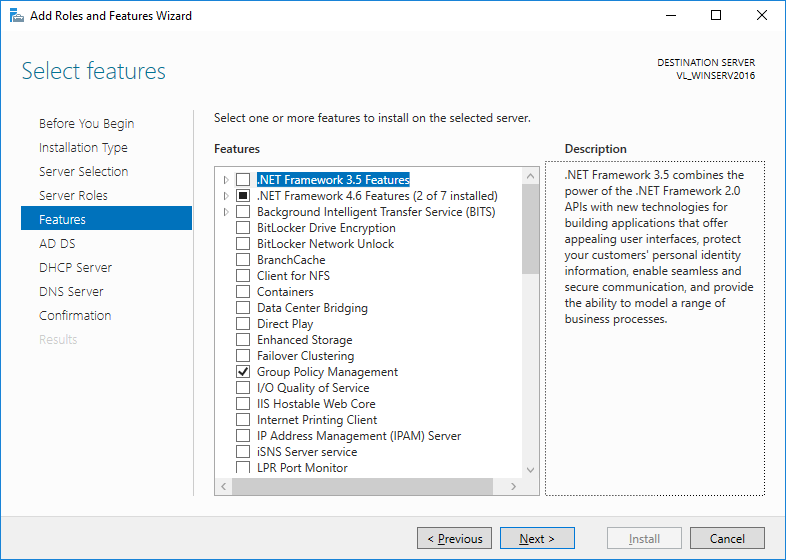 Add Roles and Features Wizard
Select features
DESTINATION SERVER
VL_WINSERV2016
Before You Begin
Installation Type
Server Selection
Server Roles
Features
AD DS
DHCP Server
DNS Server
Confirmation
Results
Select one or more features to install on the selected server.
Features
.NET Framework 3.5 Features
.NET Framework 4.6 Features (2 of 7 installed)
Background Intelligent Transfer Service (BITS)
BitLocker Drive Encryption
BitLocker Network Unlock
BranchCache
Client for NFS
Containers
Data Center Bridging
Direct Play
Enhanced Storage
Failover Clustering
Group Policy Management
I/O Quality of Service
IIS Hostable Web Core
Internet Printing Client
IP Address Management (IPAM) Server
iSNS Server service
LPR Port Monitor
Description
.NET Framework 3.5 combines the
power of the .NET Framework 2.0
APIs with new technologies for
building applications that offer
appealing user interfaces, protect
your customers' personal identity
information, enable seamless and
secure communication, and provide
the ability to model a range of
business processes.
< Previous
Next >
Install
Cancel